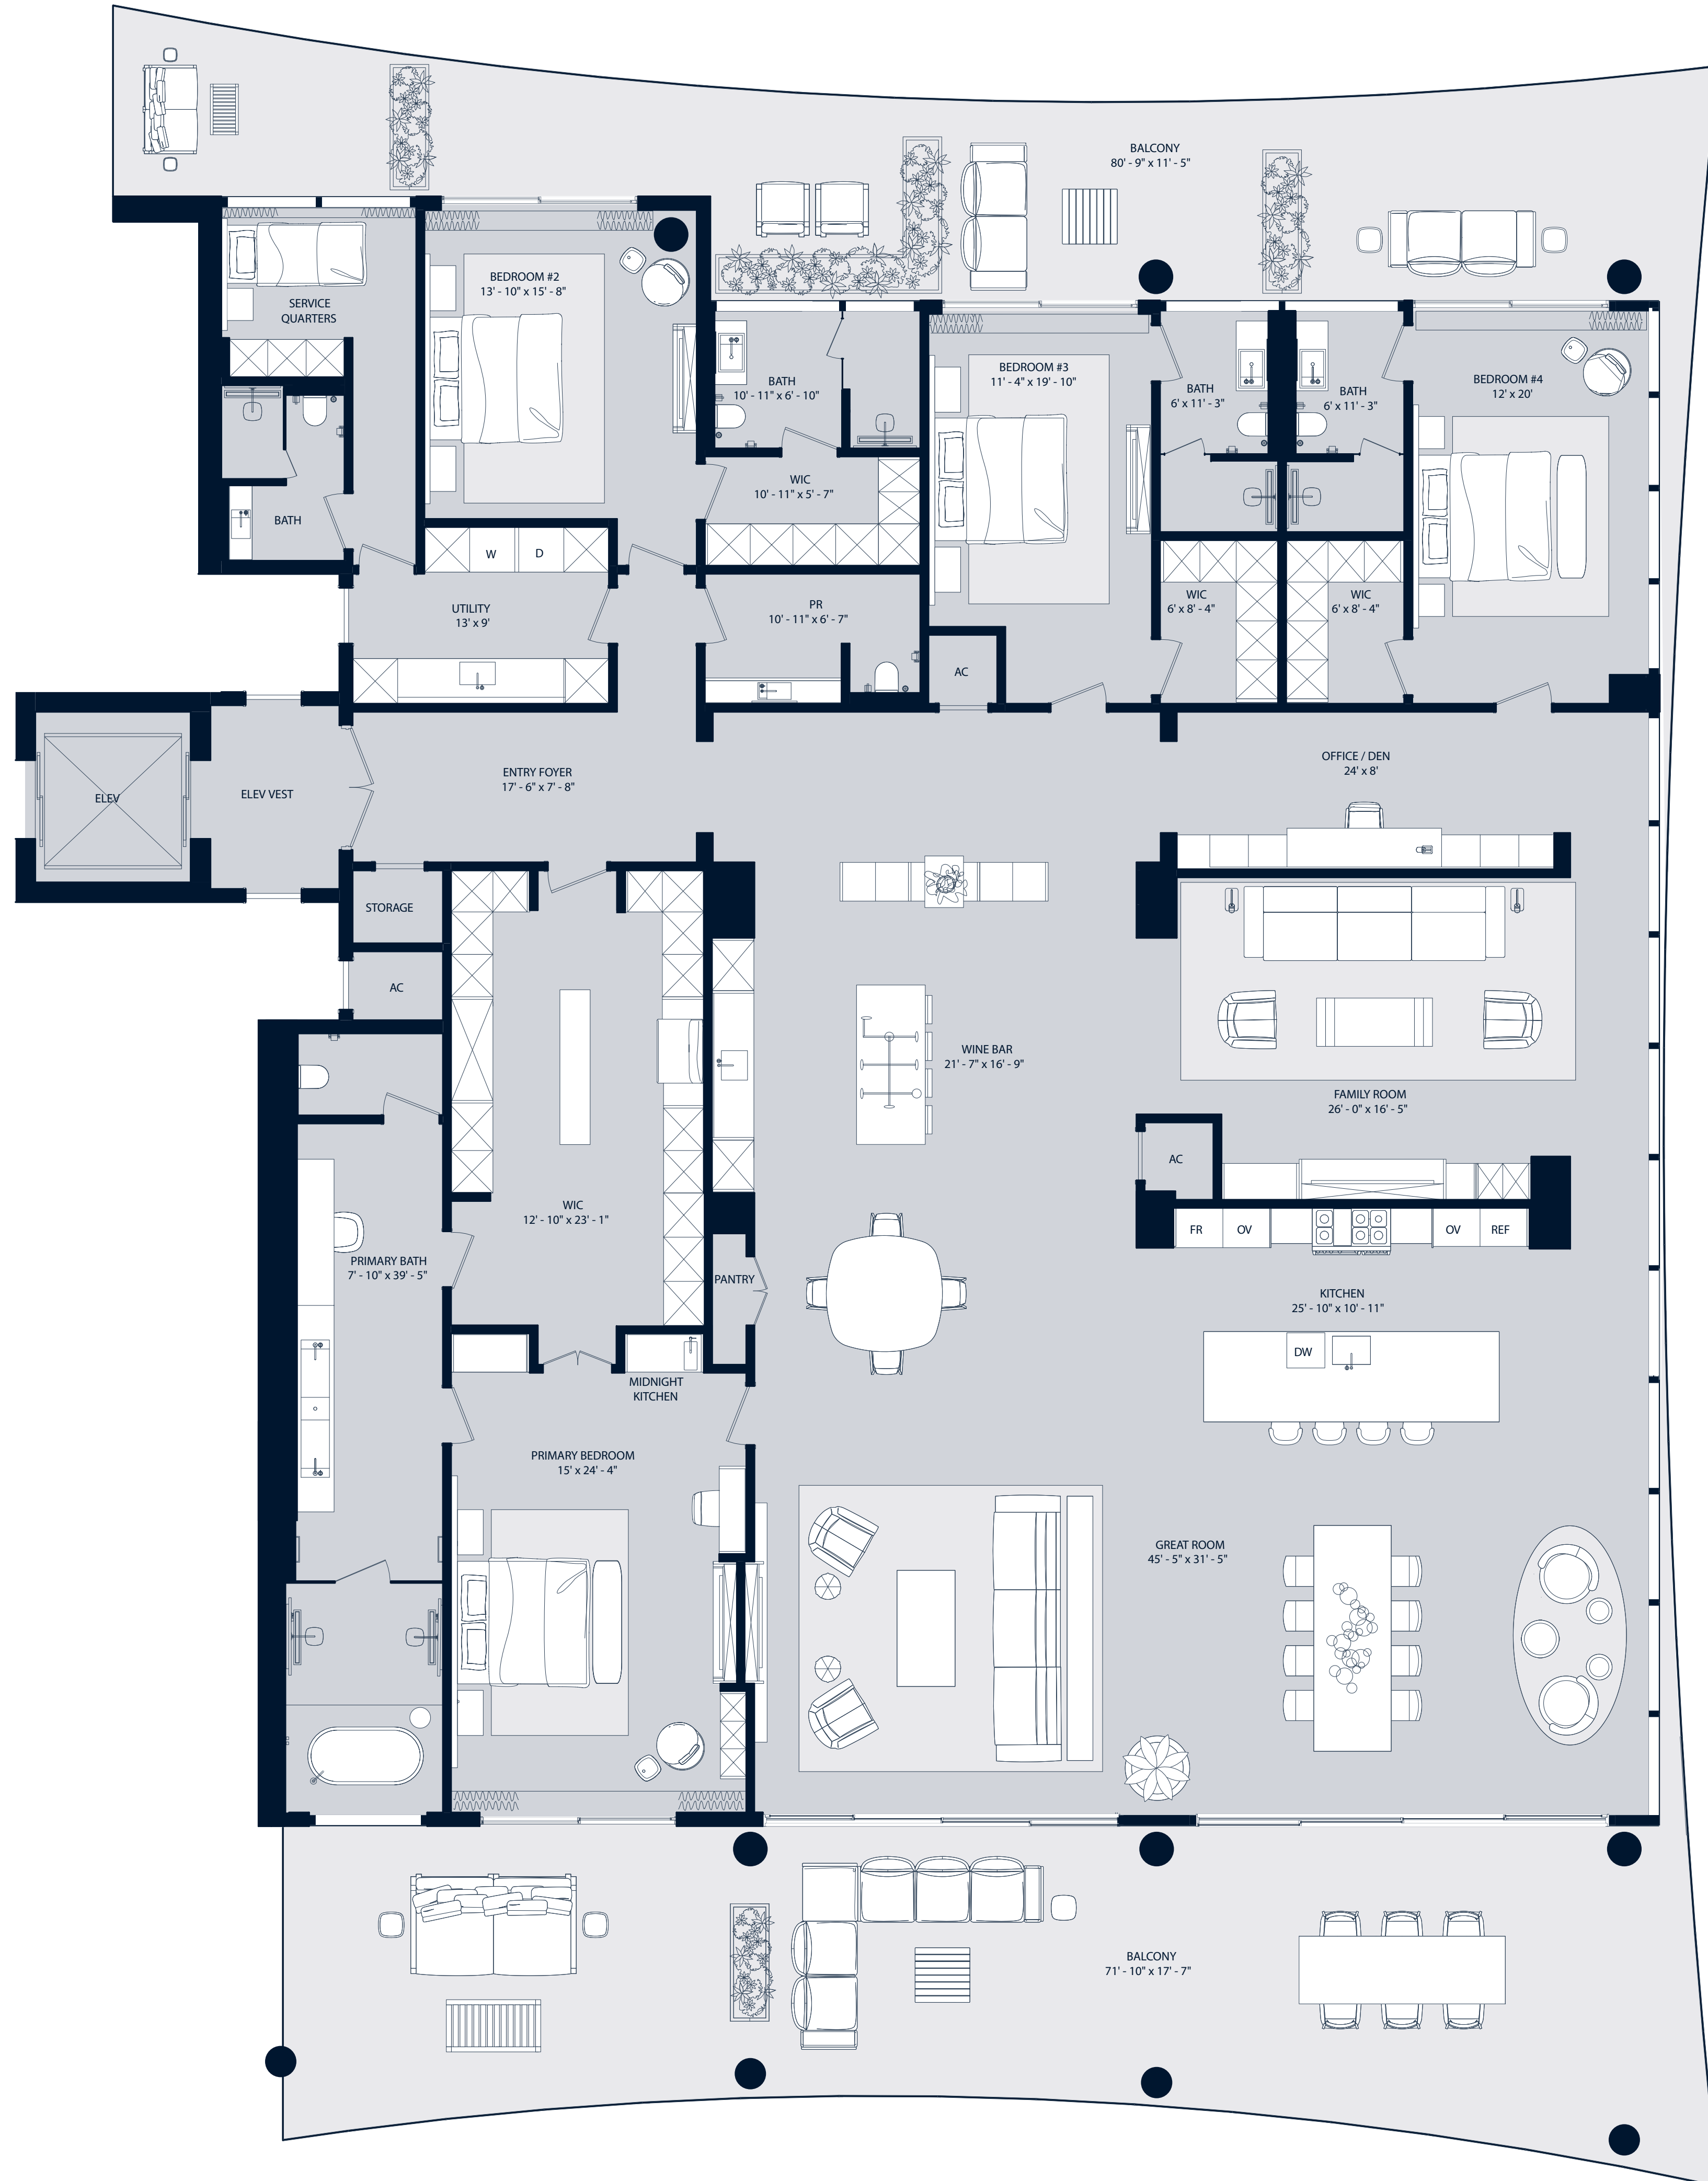 BALCONY
80' - 9" x 11' - 5"
BEDROOM #2
13' - 10" x 15' - 8"
SERVICE
QUARTERS
BATH
10' - 11" x 6' - 10"
BEDROOM #3
11' - 4" x 19' - 10"
BATH
6' x 11' - 3"
BATH
6' x 11' - 3"
BEDROOM #4
12' x 20'
WIC
10' - 11" x 5' - 7"
BATH
W
D
UTILITY
13' x 9'
PR
10' - 11" x 6' - 7"
WIC
6' x 8' - 4"
WIC
6' x 8' - 4"
AC
ELEV
ELEV VEST
ENTRY FOYER
17' - 6" x 7' - 8"
OFFICE / DEN
24' x 8'
STORAGE
AC
WINE BAR
21' - 7" x 16' - 9"
FAMILY ROOM
26' - 0" x 16' - 5"
AC
WIC
12' - 10" x 23' - 1"
FR
OV
OV
REF
PRIMARY BATH
7' - 10" x 39' - 5"
PANTRY
KITCHEN
25' - 10" x 10' - 11"
DW
MIDNIGHT
KITCHEN
PRIMARY BEDROOM
15' x 24' - 4"
GREAT ROOM
45' - 5" x 31' - 5"
BALCONY
71' - 10" x 17' - 7"